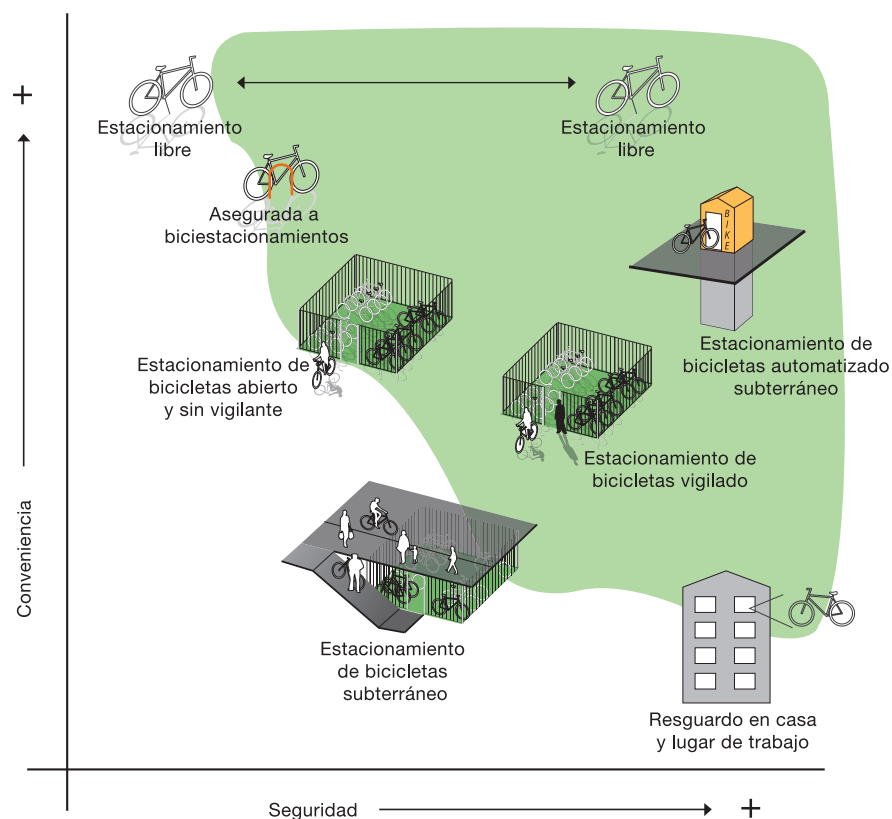 +
Estacionamiento
libre
Estacionamiento
libre
Asegurada a
biciestacionamientos
BIKE
Estacionamiento de
bicicletas automatizado
subterráneo
Estacionamiento de
bicicletas abierto
y sin vigilante
Estacionamiento de
bicicletas vigilado
Conveniencia
Estacionamiento
de bicicletas
subterráneo
Resguardo en casa
y lugar de trabajo
Seguridad
+